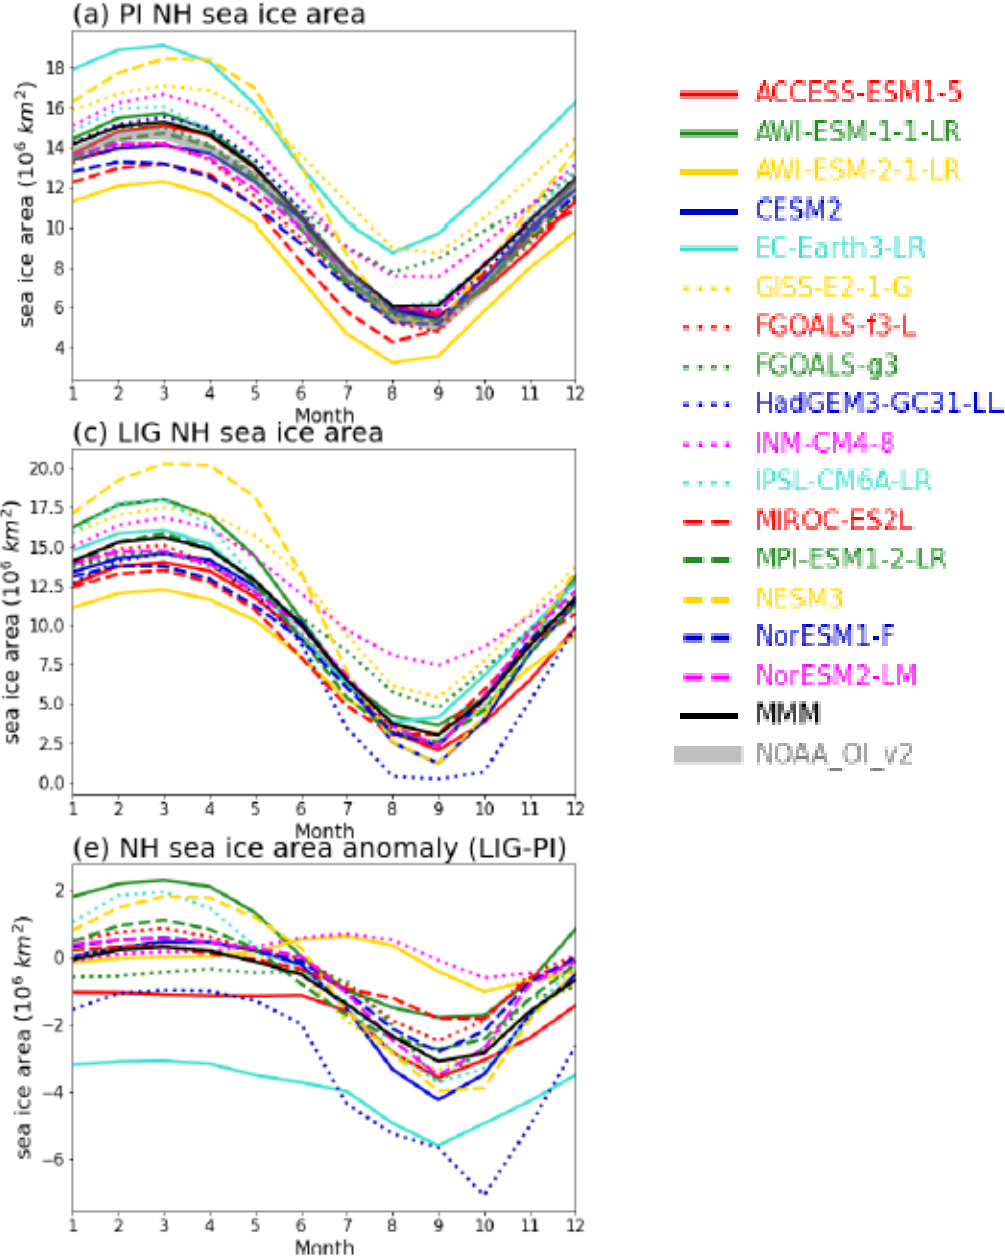 (a) PI NH sea ice area
sea ice area (10⁶ km²)
18
16
14
12
10
8
6
4
1 2 3 4 5 6 7 8 9 10 11 12
Month
(c) LIG NH sea ice area
sea ice area (10⁶ km²)
20.0
17.5
15.0
12.5
10.0
7.5
5.0
2.5
0.0
1 2 3 4 5 6 7 8 9 10 11 12
Month
(e) NH sea ice area anomaly (LIG-PI)
sea ice area (10⁶ km²)
2
0
−2
−4
−6
1 2 3 4 5 6 7 8 9 10 11 12
Month
ACCESS-ESM1-5
AWI-ESM-1-1-LR
AWI-ESM-2-1-LR
CESM2
EC-Earth3-LR
GISS-E2-1-G
FGOALS-f3-L
FGOALS-g3
HadGEM3-GC31-LL
INM-CM4-8
IPSL-CM6A-LR
MIROC-ES2L
MPI-ESM1-2-LR
NESM3
NorESM1-F
NorESM2-LM
MMM
NOAA_OI_v2